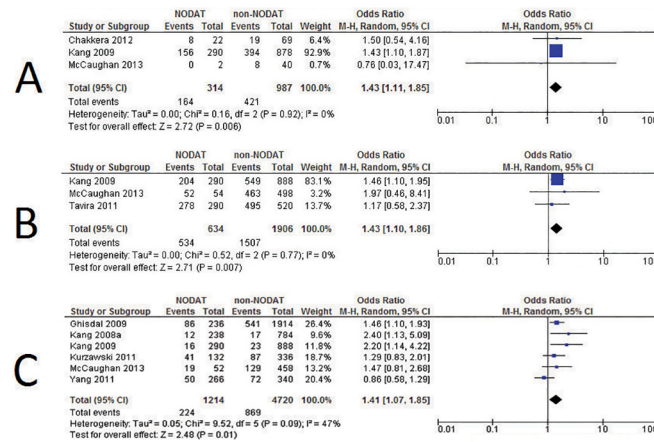 A
NODAT non-NODAT Odds Ratio Odds Ratio
Study or Subgroup Events Total Events Total Weight M-H, Random, 95% CI M-H, Random, 95% CI
Chakkera 2012 8 22 19 69 6.4% 1.50 [0.54, 4.16]
Kang 2009 156 290 394 878 92.9% 1.43 [1.10, 1.87]
McCaughan 2013 0 2 8 40 0.7% 0.76 [0.03, 17.47]
Total (95% CI) 314 987 100.0% 1.43 [1.11, 1.85]
Total events 164 421
Heterogeneity: Tau² = 0.00; Chi² = 0.16, df = 2 (P = 0.92); I² = 0%
Test for overall effect: Z = 2.72 (P = 0.006)
0.01 0.1 1 10 100
B
NODAT non-NODAT Odds Ratio Odds Ratio
Study or Subgroup Events Total Events Total Weight M-H, Random, 95% CI M-H, Random, 95% CI
Kang 2009 204 290 549 888 83.1% 1.46 [1.10, 1.95]
McCaughan 2013 52 54 463 498 3.2% 1.97 [0.46, 8.41]
Tavira 2011 278 290 495 520 13.7% 1.17 [0.58, 2.37]
Total (95% CI) 634 1906 100.0% 1.43 [1.10, 1.86]
Total events 534 1507
Heterogeneity: Tau² = 0.00; Chi² = 0.52, df = 2 (P = 0.77); I² = 0%
Test for overall effect: Z = 2.71 (P = 0.007)
0.01 0.1 1 10 100
C
NODAT non-NODAT Odds Ratio Odds Ratio
Study or Subgroup Events Total Events Total Weight M-H, Random, 95% CI M-H, Random, 95% CI
Ghisdal 2009 86 236 541 1914 26.4% 1.46 [1.10, 1.93]
Kang 2008a 12 238 17 784 9.6% 2.40 [1.13, 5.09]
Kang 2009 16 290 23 888 11.8% 2.20 [1.14, 4.22]
Kurzawski 2011 41 132 87 336 18.7% 1.29 [0.83, 2.01]
McCaughan 2013 19 52 129 458 13.3% 1.47 [0.81, 2.68]
Yang 2011 50 266 72 340 20.4% 0.86 [0.58, 1.29]
Total (95% CI) 1214 4720 100.0% 1.41 [1.07, 1.85]
Total events 224 869
Heterogeneity: Tau² = 0.05; Chi² = 9.52, df = 5 (P = 0.09); I² = 47%
Test for overall effect: Z = 2.48 (P = 0.01)
0.01 0.1 1 10 100